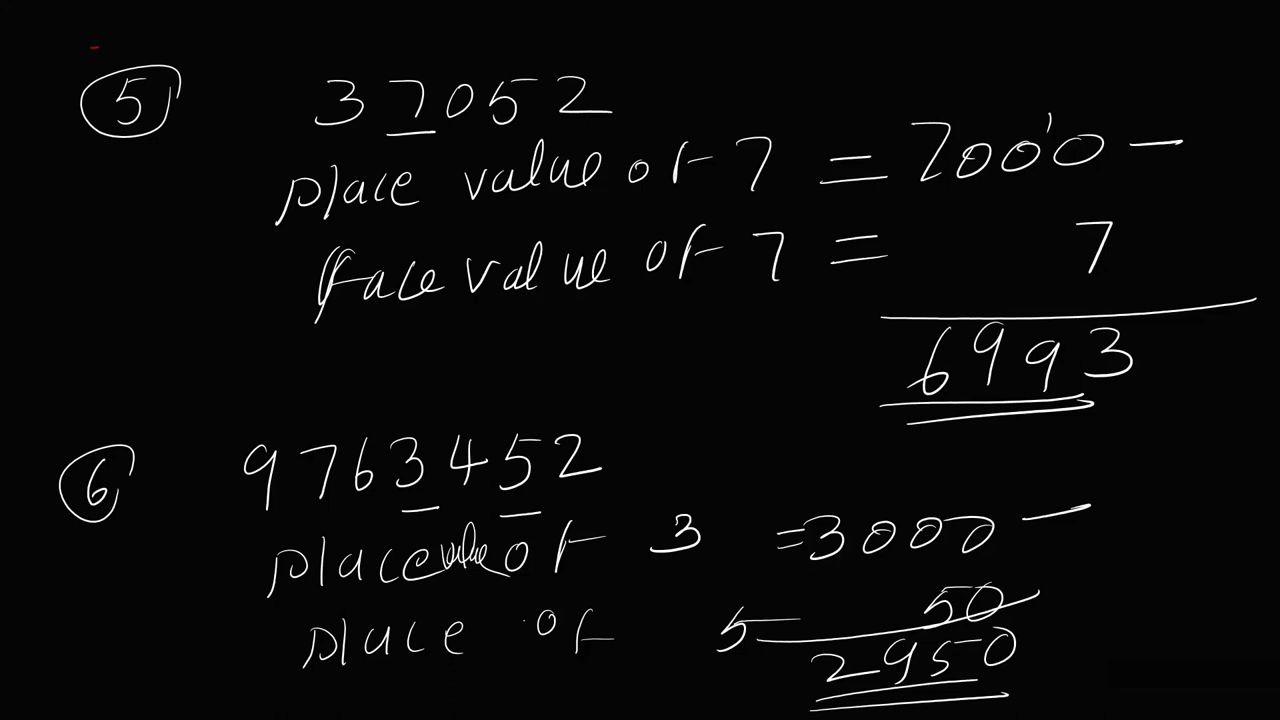 5 37052
place value of 7 = 7000 -
face value of 7 = 7
6993
6 9763452
place value of 3 = 3000 -
place of 5 50
2950